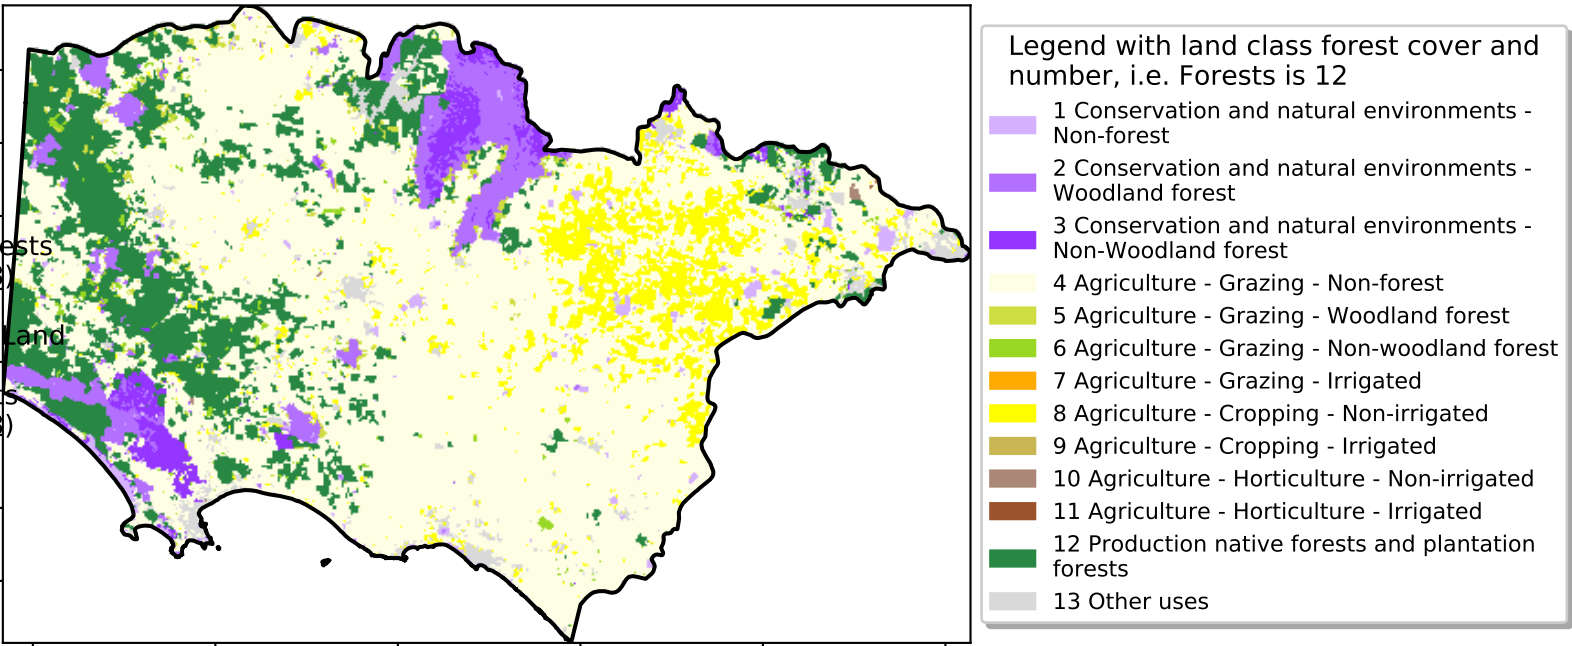 ests
)
Land
s
)
Legend with land class forest cover and
number, i.e. Forests is 12
1 Conservation and natural environments -
Non-forest
2 Conservation and natural environments -
Woodland forest
3 Conservation and natural environments -
Non-Woodland forest
4 Agriculture - Grazing - Non-forest
5 Agriculture - Grazing - Woodland forest
6 Agriculture - Grazing - Non-woodland forest
7 Agriculture - Grazing - Irrigated
8 Agriculture - Cropping - Non-irrigated
9 Agriculture - Cropping - Irrigated
10 Agriculture - Horticulture - Non-irrigated
11 Agriculture - Horticulture - Irrigated
12 Production native forests and plantation
forests
13 Other uses